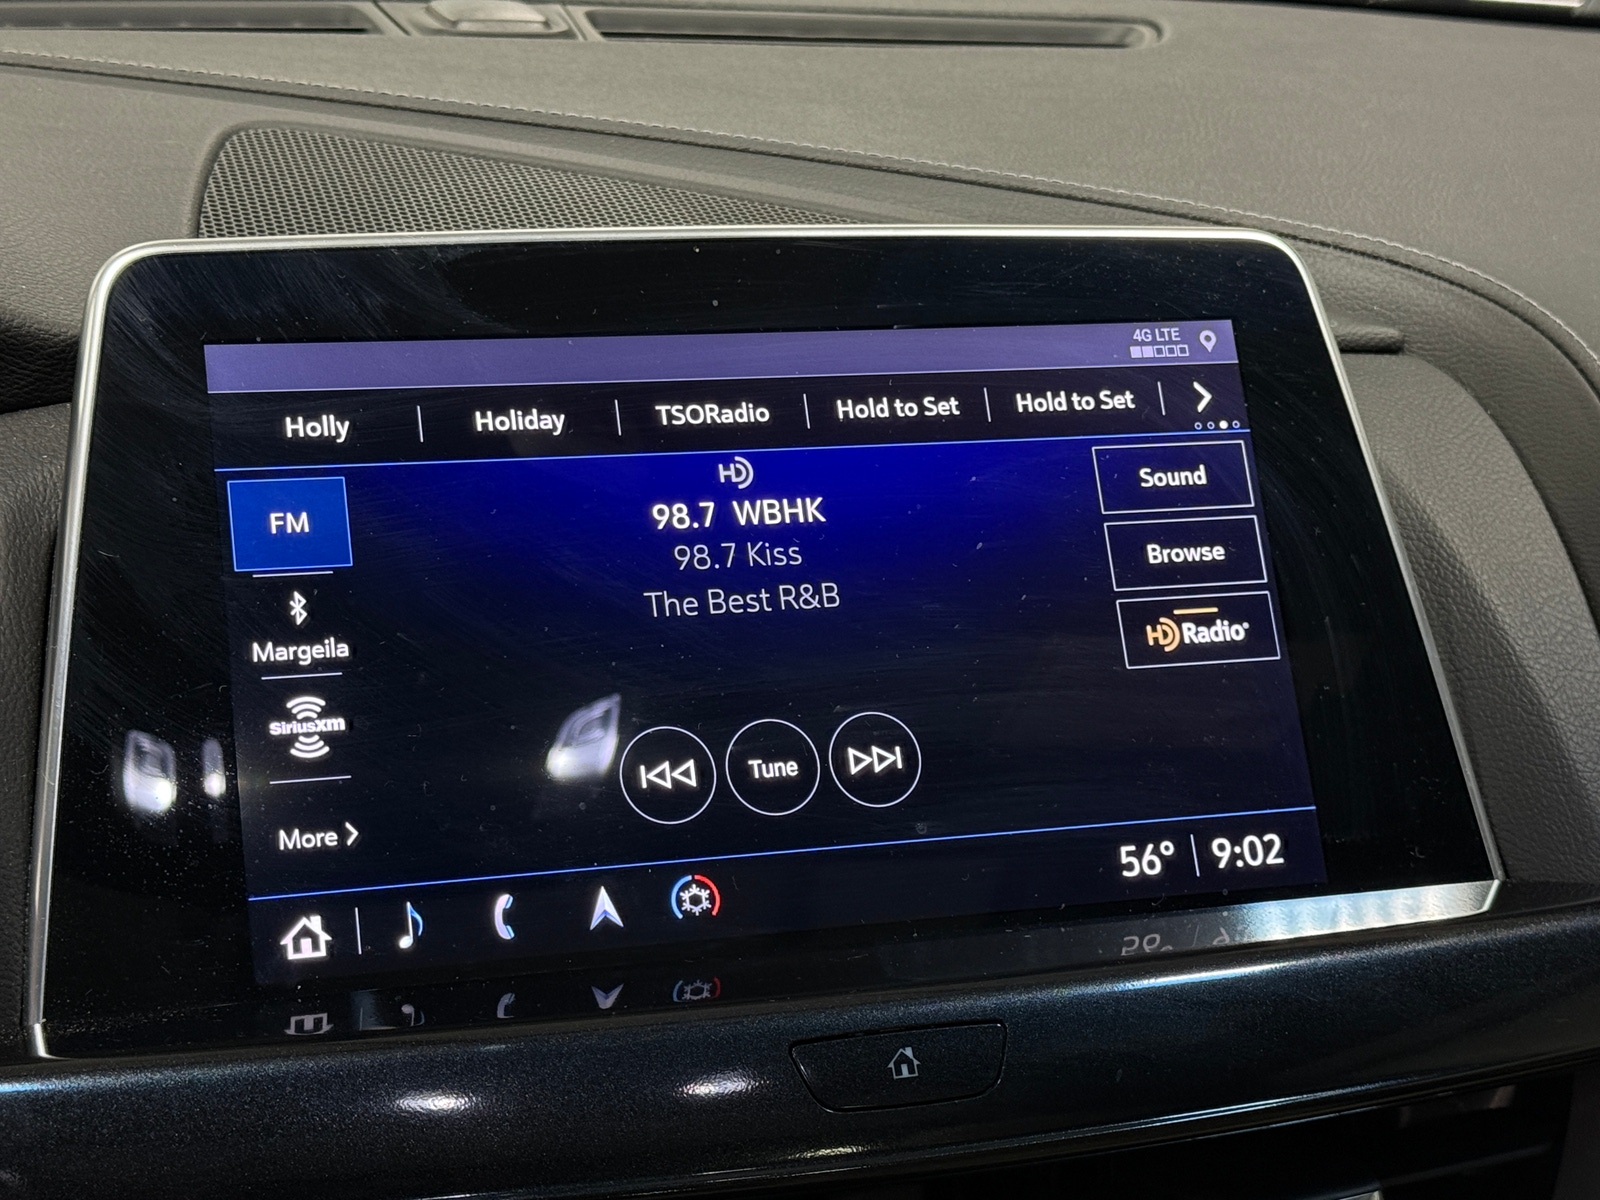 4G LTE
Holly
Holiday
TSORadio
Hold to Set
Hold to Set
FM
HD
98.7 WBHK
98.7 Kiss
The Best R&B
Sound
Browse
HD Radio®
Margeila
SiriusXm
More
Tune
56° 9:02